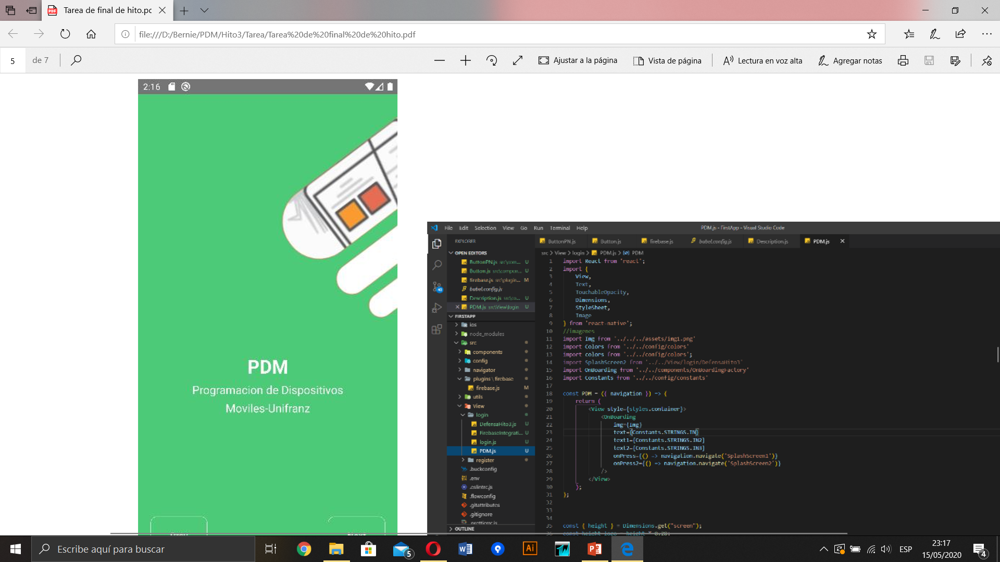 Tarea de final de hito.pc
file:///D:/Bernie/PDM/Hito3/Tarea/Tarea%20de%20final%20de%20hito.pdf
5 de 7
Ajustar a la página
Vista de página
Lectura en voz alta
Agregar notas
2:16
PDM
Programacion de Dispositivos
Moviles-Unifranz
File Edit Selection View Go Run Terminal Help
PDM.js - FirstApp - Visual Studio Code
EXPLORER
ButtonPN.js
Button.js
firebase.js
babel.config.js
Description.js
PDM.js
OPEN EDITORS
ButtonPN.js src\com... U
Button.js src\compon... U
firebase.js src\plugin... M
babel.config.js
Description.js src\co... U
PDM.js src\View\login U
FIRSTAPP
ios
node_modules
src
components
config
navigator
plugins \ firebase
firebase.js M
utils
View
login
DefensaHito3.js U
FirebaseIntegrati... U
login.js U
PDM.js U
register
.buckconfig
.env
.eslintrc.js
.flowconfig
.gitattributes
.gitignore
.prettierrc.js
OUTLINE
src > View > login > PDM.js > PDM
1 import React from 'react';
2 import {
3 View,
4 Text,
5 TouchableOpacity,
6 Dimensions,
7 StyleSheet,
8 Image
9 } from 'react-native';
10 //imagenes
11 import Img from '../../../assets/img1.png'
12 import Colors from '../../config/colors'
13 import colors from '../../config/colors';
14 import SplashScreen2 from '../../View/login/DefensaHito3'
15 import OnBoarding from '../../components/OnBoardingFactory'
16 import Constants from '../../config/constants'
17
18 const PDM = ({ navigation }) => {
19 return (
20 <View style={styles.container}>
21 <OnBoarding
22 img={Img}
23 text={Constants.STRINGS.IN}
24 text1={Constants.STRINGS.IN2}
25 text2={Constants.STRINGS.IN3}
26 onPress={() => navigation.navigate('SplashScreen1')}
27 onPress2={() => navigation.navigate('SplashScreen2')}
28 />
29 </View>
30 );
31 };
32
33
34
35 const { height } = Dimensions.get("screen");
36 const height_logo = height * 0.28;
Escribe aquí para buscar
5
ESP
23:17
15/05/2020
4